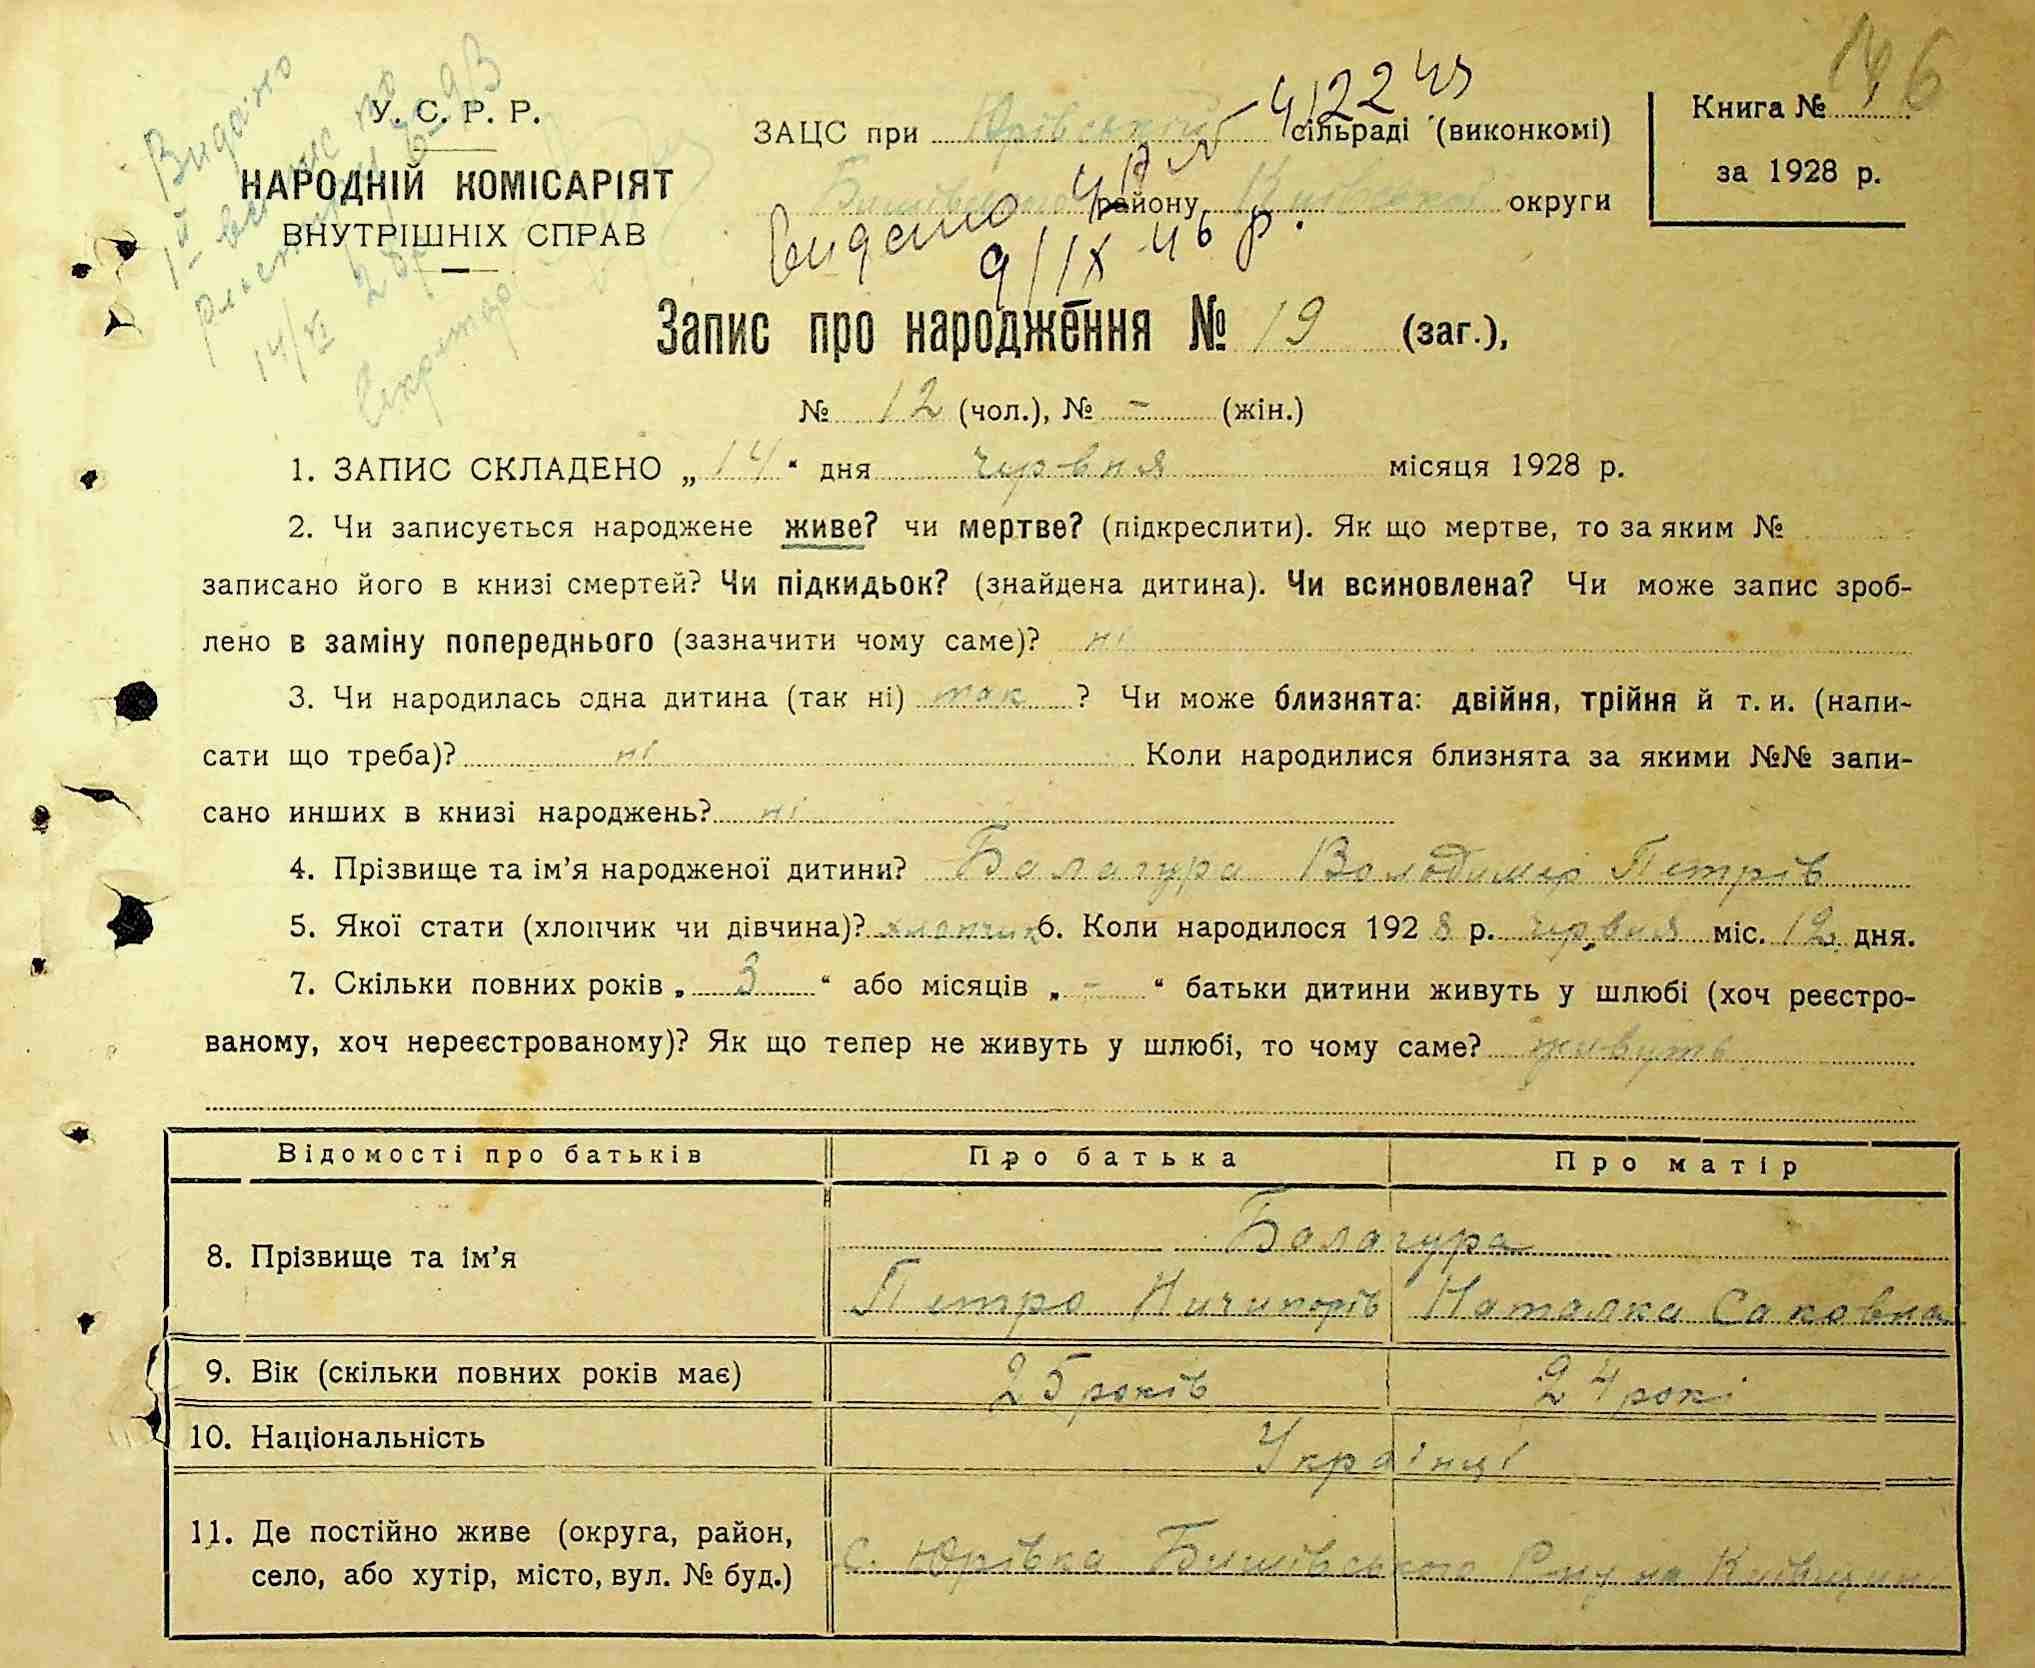 146
Видано
У. С. Р. Р.
НАРОДНІЙ КОМІСАРІЯТ
ВНУТРІШНІХ СПРАВ
14/VI 28р
Секретар
ЗАЦС при Юрівській сільраді (виконкомі)
Бишівського району Київської округи
видано
9/IX 46 р.
Книга №
за 1928 р.
Запис про народження № 19 (заг.),
№ 12 (чол.), № - (жін.)
1. ЗАПИС СКЛАДЕНО „ 14 “ дня червня місяця 1928 р.
2. Чи записується народжене живе? чи мертве? (підкреслити). Як що мертве, то за яким №
записано його в книзі смертей? Чи підкидьок? (знайдена дитина). Чи всиновлена? Чи може запис зроб-
лено в заміну попереднього (зазначити чому саме)? ні
3. Чи народилась одна дитина (так ні) так ? Чи може близнята: двійня, трійня й т. и. (напи-
сати що треба)? ні Коли народилися близнята за якими №№ запи-
сано инших в книзі народжень? ні
4. Прізвище та ім’я народженої дитини? Балагура Володимер Петрів
5. Якої стати (хлопчик чи дівчина)? хлопчик 6. Коли народилося 1928 р. червня міс. 12 дня.
7. Скільки повних років „ 3 “ або місяців „ - “ батьки дитини живуть у шлюбі (хоч реєстро-
ваному, хоч нереєстрованому)? Як що тепер не живуть у шлюбі, то чому саме? живуть
Відомості про батьків Про батька Про матір
8. Прізвище та ім’я Балагура
Петро Ничипорів Наталка Саковна
9. Вік (скільки повних років має) 25 років 24 рокі
10. Національність Українці
11. Де постійно живе (округа, район,
село, або хутір, місто, вул. № буд.) с. Юрівка Бишівського Р-ну на Київщині